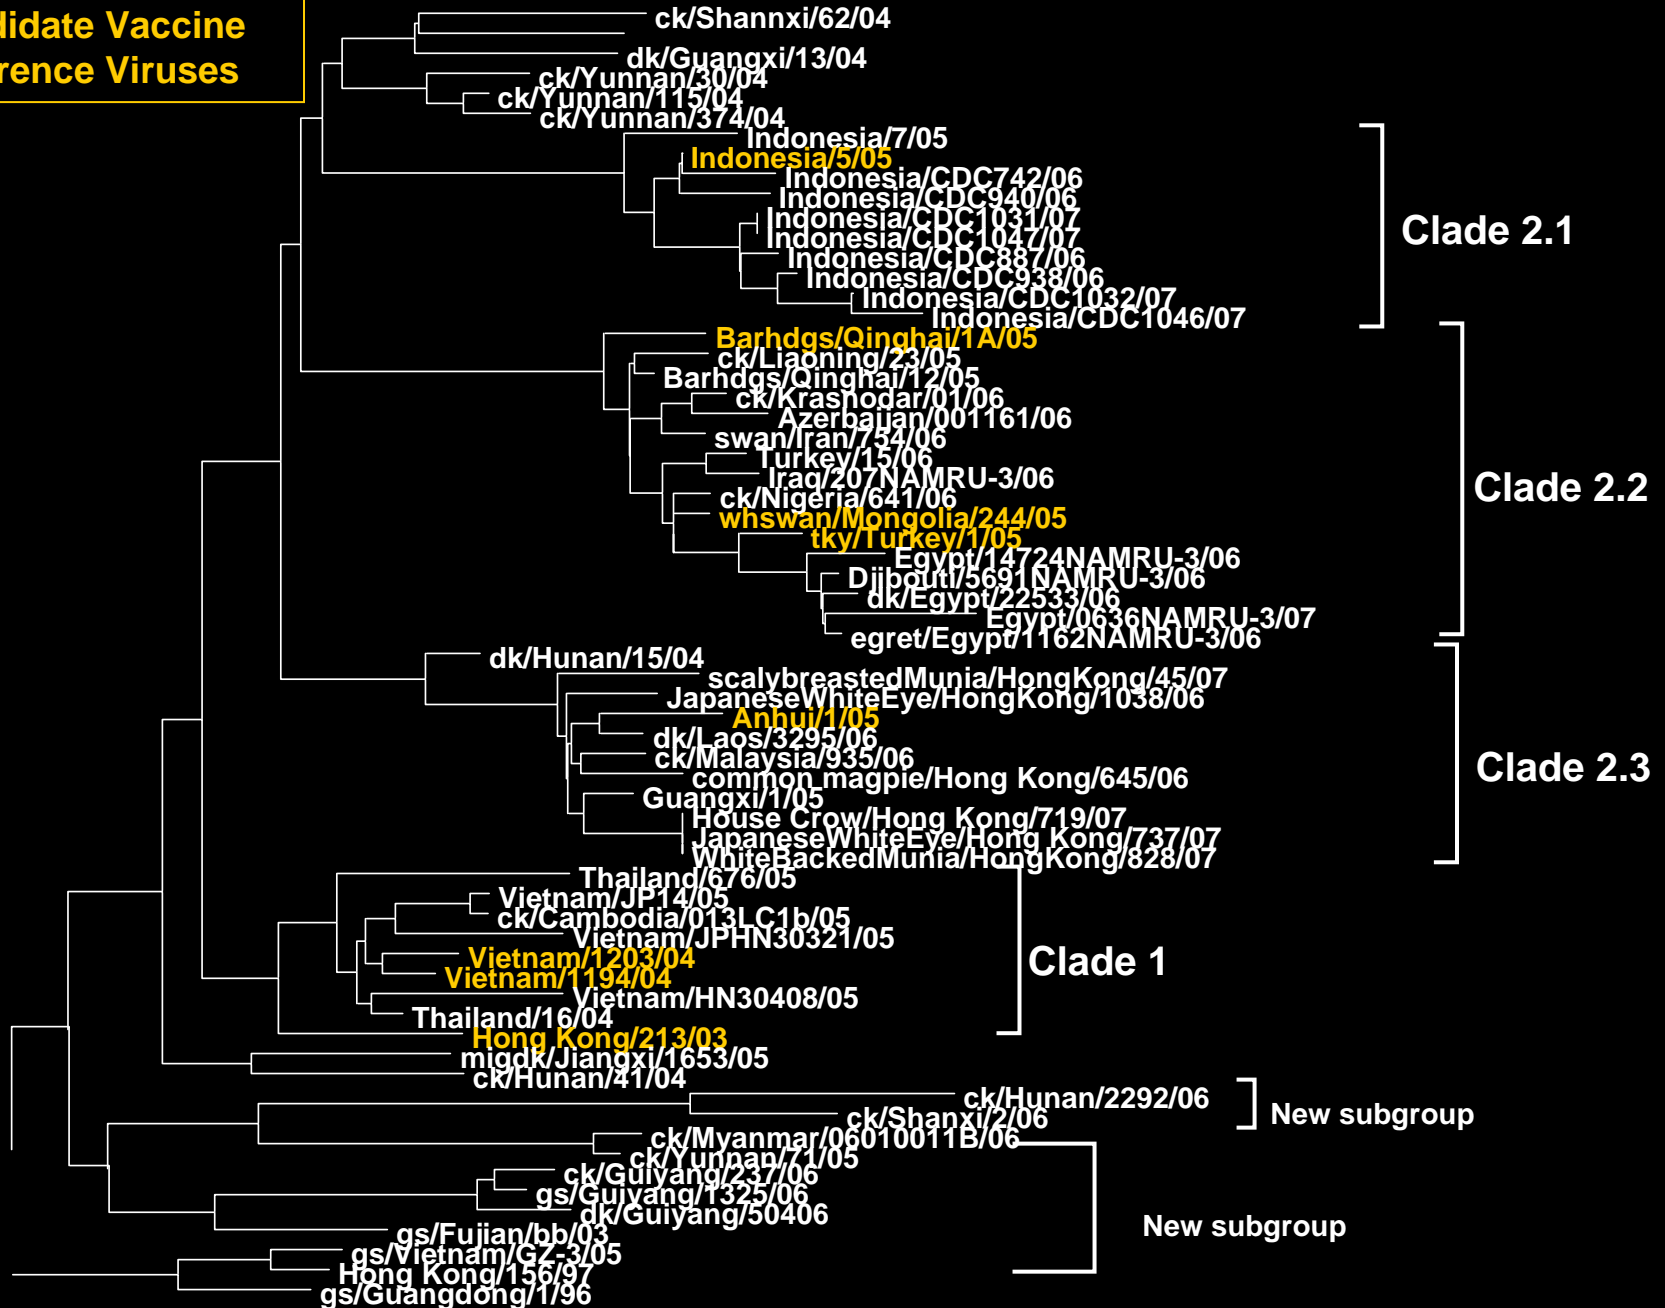 didate Vaccine
rence Viruses
ck/Shannxi/62/04
dk/Guangxi/13/04
ck/Yunnan/30/04
ck/Yunnan/115/04
ck/Yunnan/374/04
Indonesia/7/05
Indonesia/5/05
Indonesia/CDC742/06
Indonesia/CDC940/06
Indonesia/CDC1031/07
Indonesia/CDC1047/07
Indonesia/CDC887/06
Indonesia/CDC938/06
Indonesia/CDC1032/07
Indonesia/CDC1046/07
Clade 2.1
Barhdgs/Qinghai/1A/05
ck/Liaoning/23/05
Barhdgs/Qinghai/12/05
ck/Krasnodar/01/06
Azerbaijan/001161/06
swan/Iran/754/06
Turkey/15/06
Iraq/207NAMRU-3/06
ck/Nigeria/641/06
whswan/Mongolia/244/05
tky/Turkey/1/05
Egypt/14724NAMRU-3/06
Djibouti/5691NAMRU-3/06
dk/Egypt/22533/06
Egypt/0636NAMRU-3/07
egret/Egypt/1162NAMRU-3/06
Clade 2.2
dk/Hunan/15/04
scalybreastedMunia/HongKong/45/07
JapaneseWhiteEye/HongKong/1038/06
Anhui/1/05
dk/Laos/3295/06
ck/Malaysia/935/06
common magpie/Hong Kong/645/06
Guangxi/1/05
House Crow/Hong Kong/719/07
JapaneseWhiteEye/Hong Kong/737/07
WhiteBackedMunia/HongKong/828/07
Clade 2.3
Thailand/676/05
Vietnam/JP14/05
ck/Cambodia/013LC1b/05
Vietnam/JPHN30321/05
Vietnam/1203/04
Vietnam/1194/04
Vietnam/HN30408/05
Thailand/16/04
Hong Kong/213/03
Clade 1
migdk/Jiangxi/1653/05
ck/Hunan/41/04
ck/Hunan/2292/06
ck/Shanxi/2/06
New subgroup
ck/Myanmar/06010011B/06
ck/Yunnan/71/05
ck/Guiyang/237/06
gs/Guiyang/1325/06
dk/Guiyang/50406
gs/Fujian/bb/03
gs/Vietnam/GZ-3/05
Hong Kong/156/97
gs/Guangdong/1/96
New subgroup